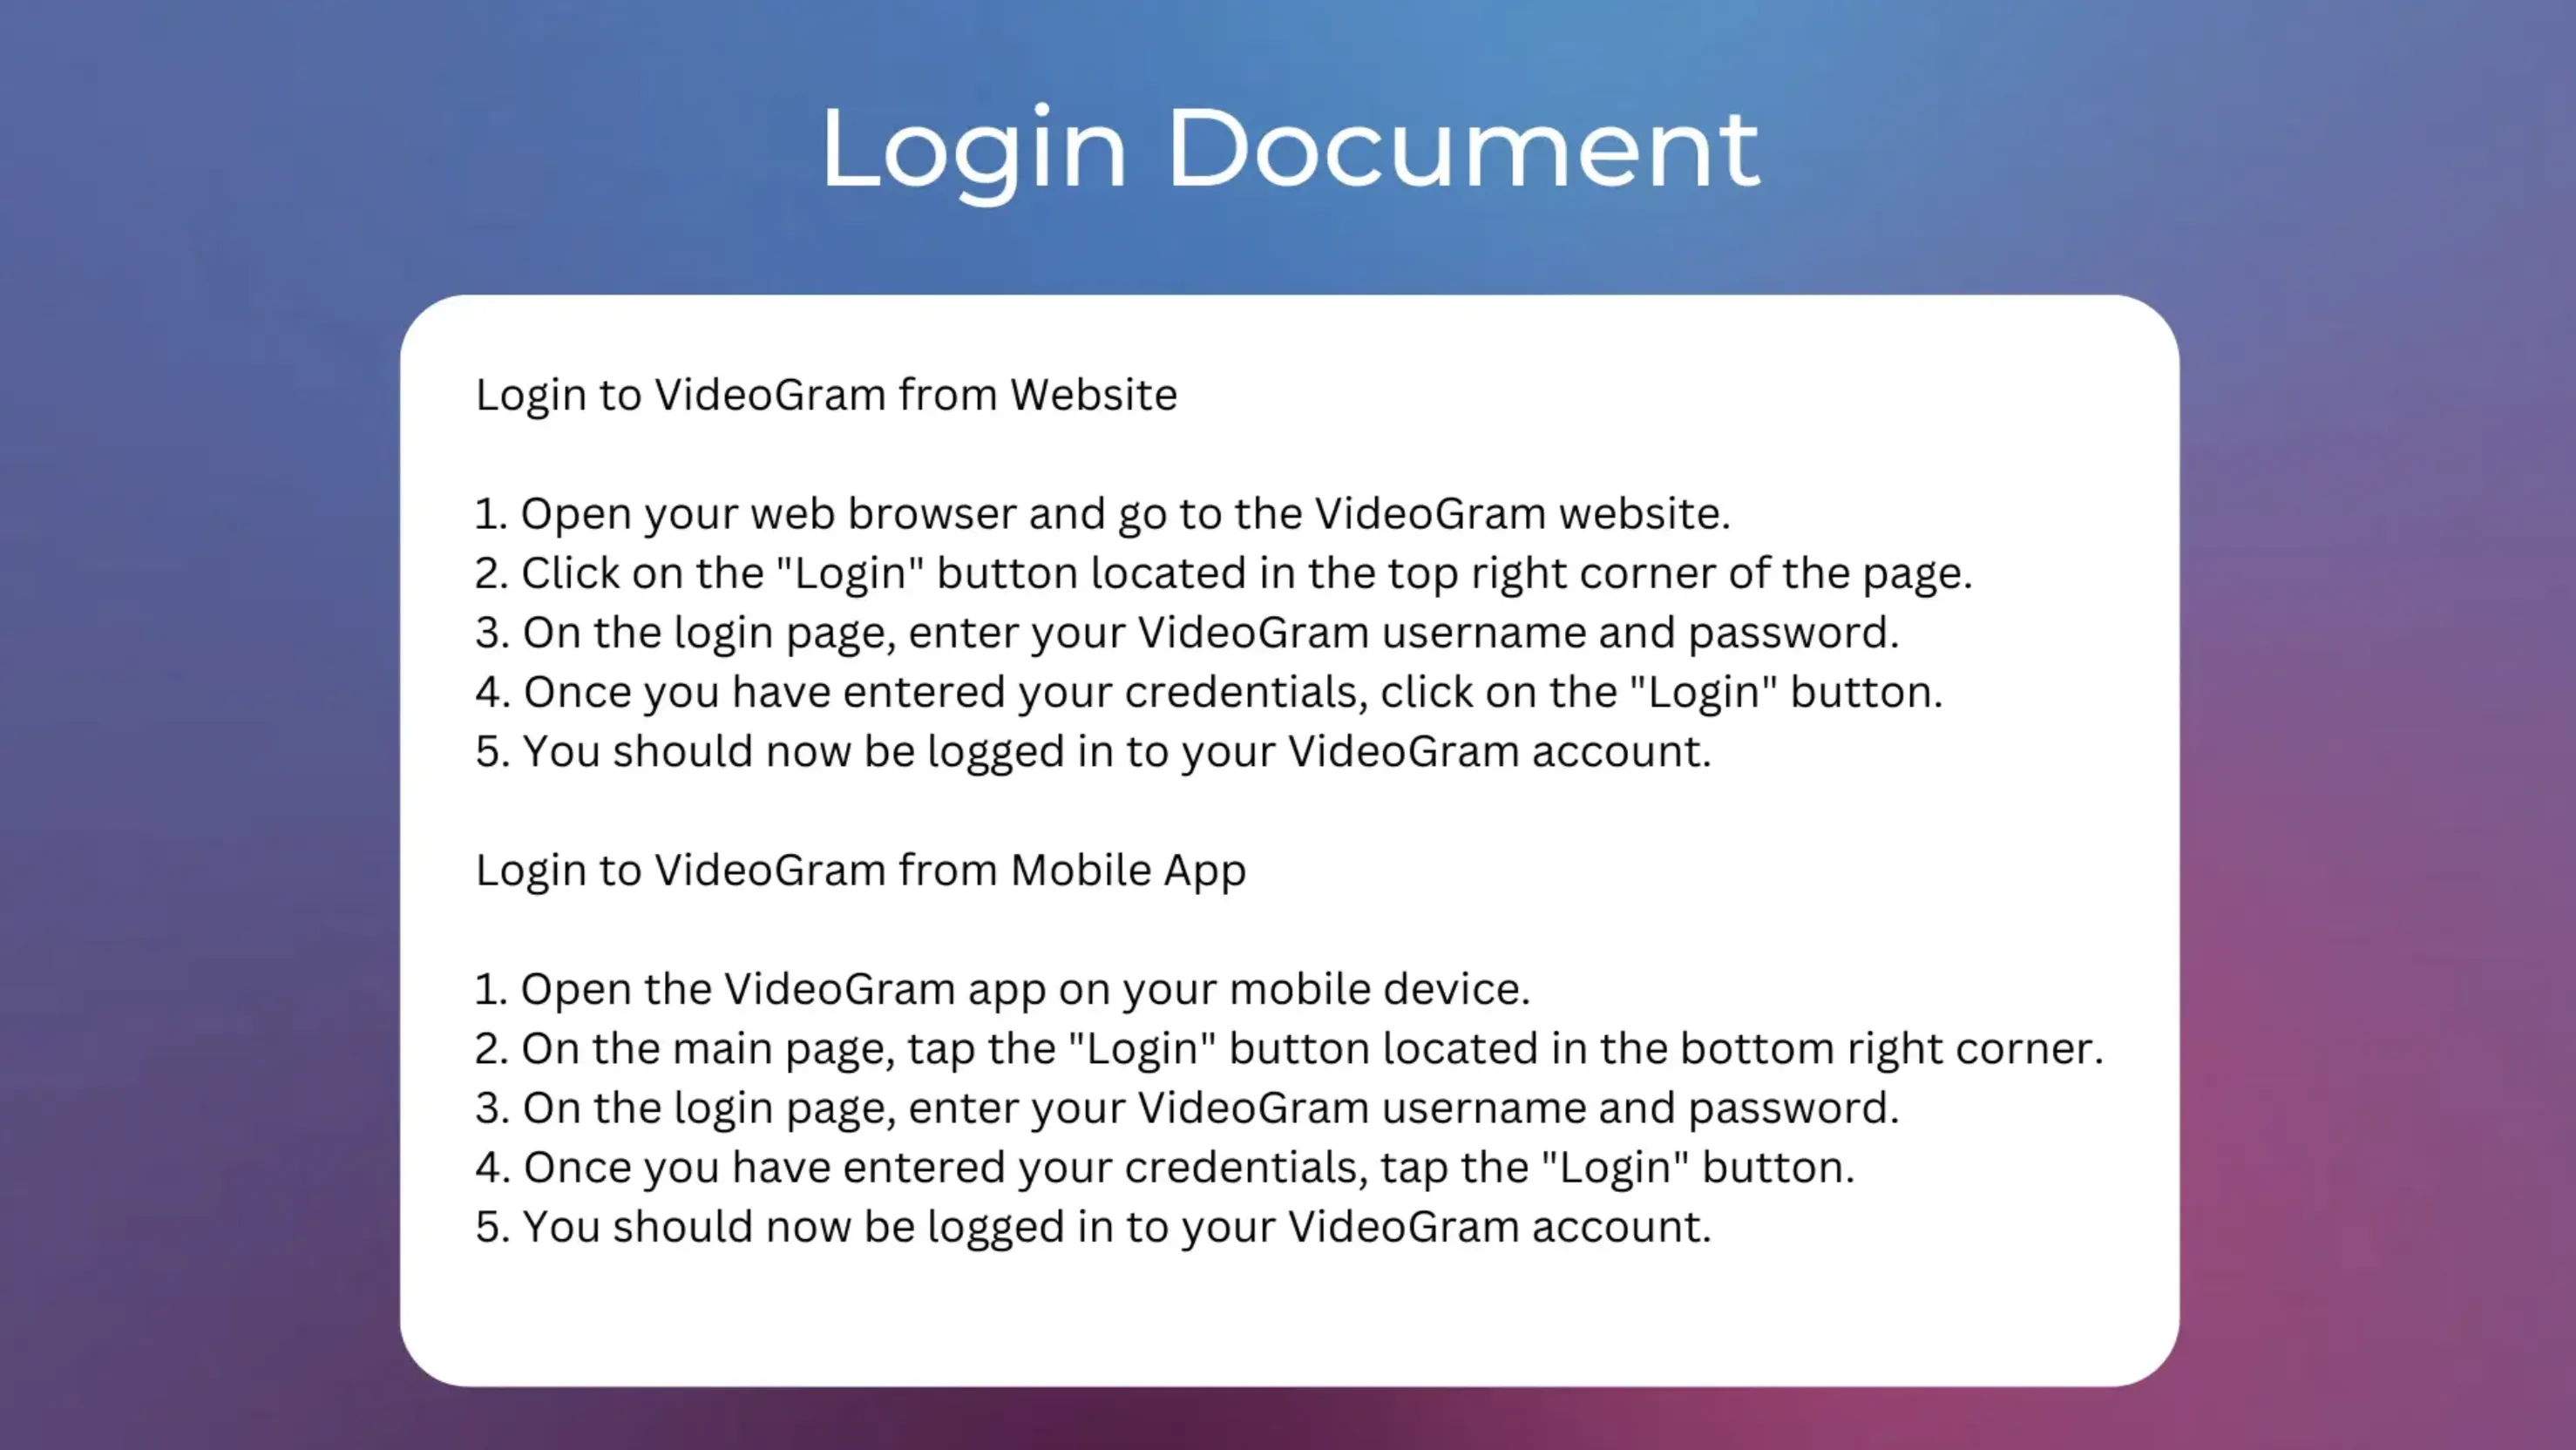 Login Document
Login to VideoGram from Website
1. Open your web browser and go to the VideoGram website.
2. Click on the "Login" button located in the top right corner of the page.
3. On the login page, enter your VideoGram username and password.
4. Once you have entered your credentials, click on the "Login" button.
5. You should now be logged in to your VideoGram account.
Login to VideoGram from Mobile App
1. Open the VideoGram app on your mobile device.
2. On the main page, tap the "Login" button located in the bottom right corner.
3. On the login page, enter your VideoGram username and password.
4. Once you have entered your credentials, tap the "Login" button.
5. You should now be logged in to your VideoGram account.